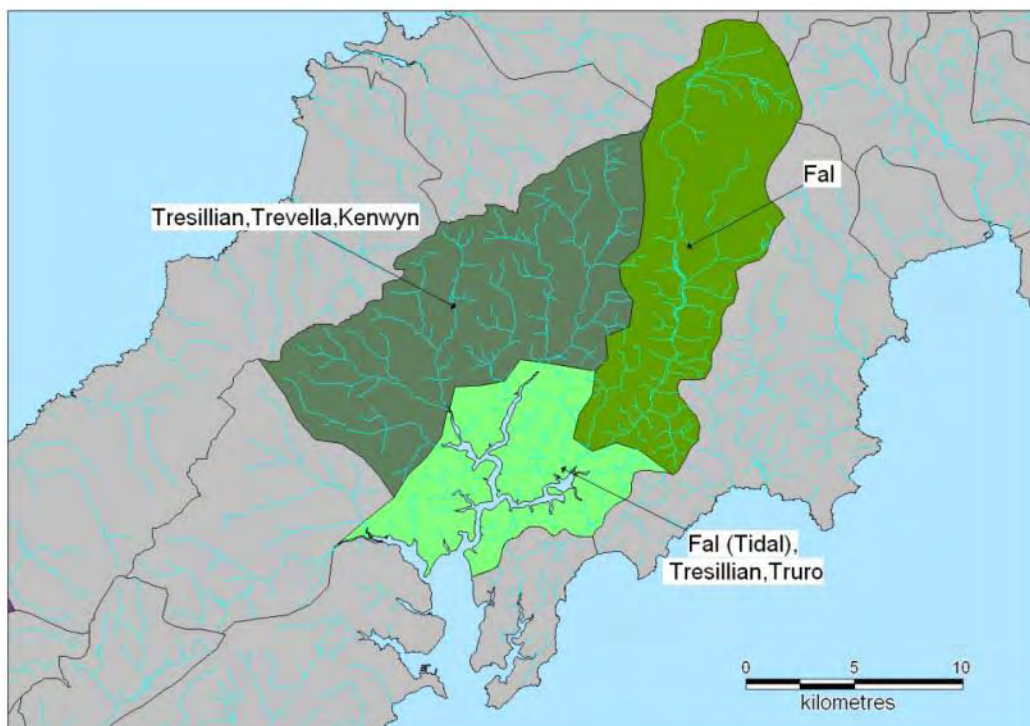 Fal
Tresillian,Trevella,Kenwyn
Fal (Tidal),
Tresillian,Truro
0 5 10
kilometres